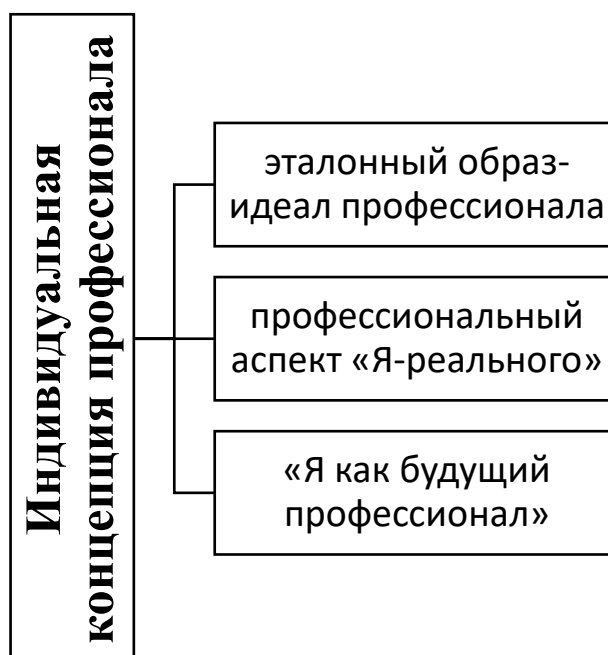 Индивидуальная
концепция профессионала
эталонный образ-
идеал профессионала
профессиональный
аспект «Я-реального»
«Я как будущий
профессионал»